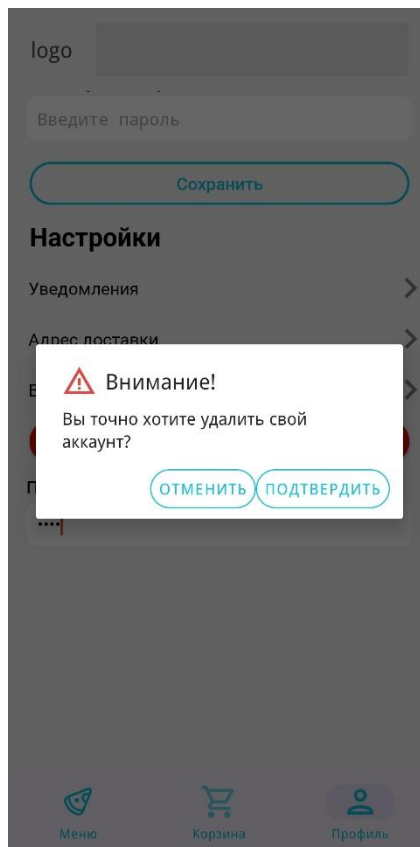 logo
Введите пароль
Сохранить
Настройки
Уведомления
Адрес доставки
Внимание!
Вы точно хотите удалить свой
аккаунт?
ОТМЕНИТЬ ПОДТВЕРДИТЬ
••••
Меню Корзина Профиль